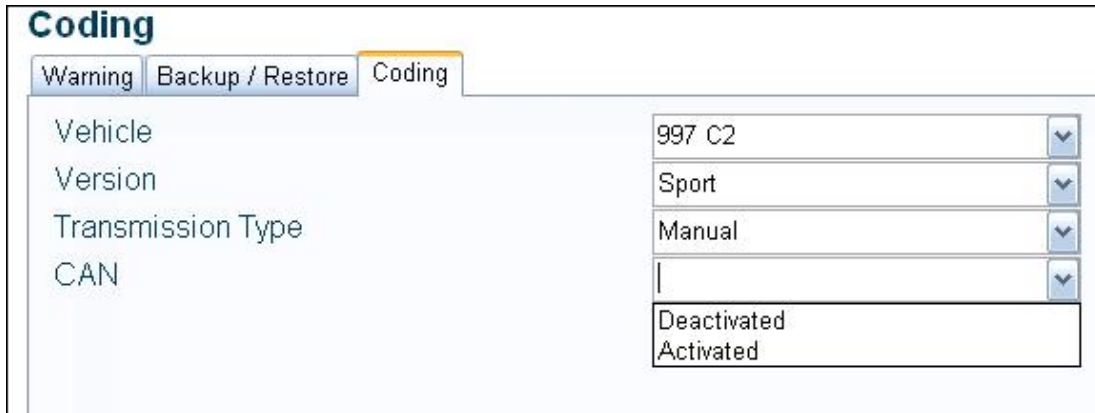 Coding
Warning Backup / Restore Coding
Vehicle 997 C2
Version Sport
Transmission Type Manual
CAN
Deactivated
Activated